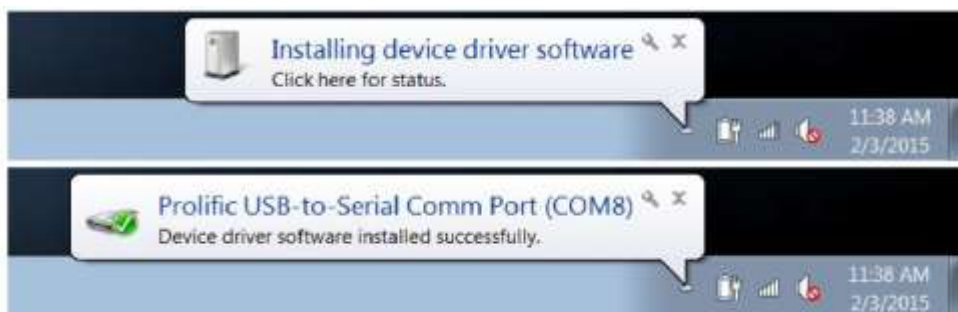 Installing device driver software
Click here for status.
11:38 AM
2/3/2015
Prolific USB-to-Serial Comm Port (COM8)
Device driver software installed successfully.
11:38 AM
2/3/2015